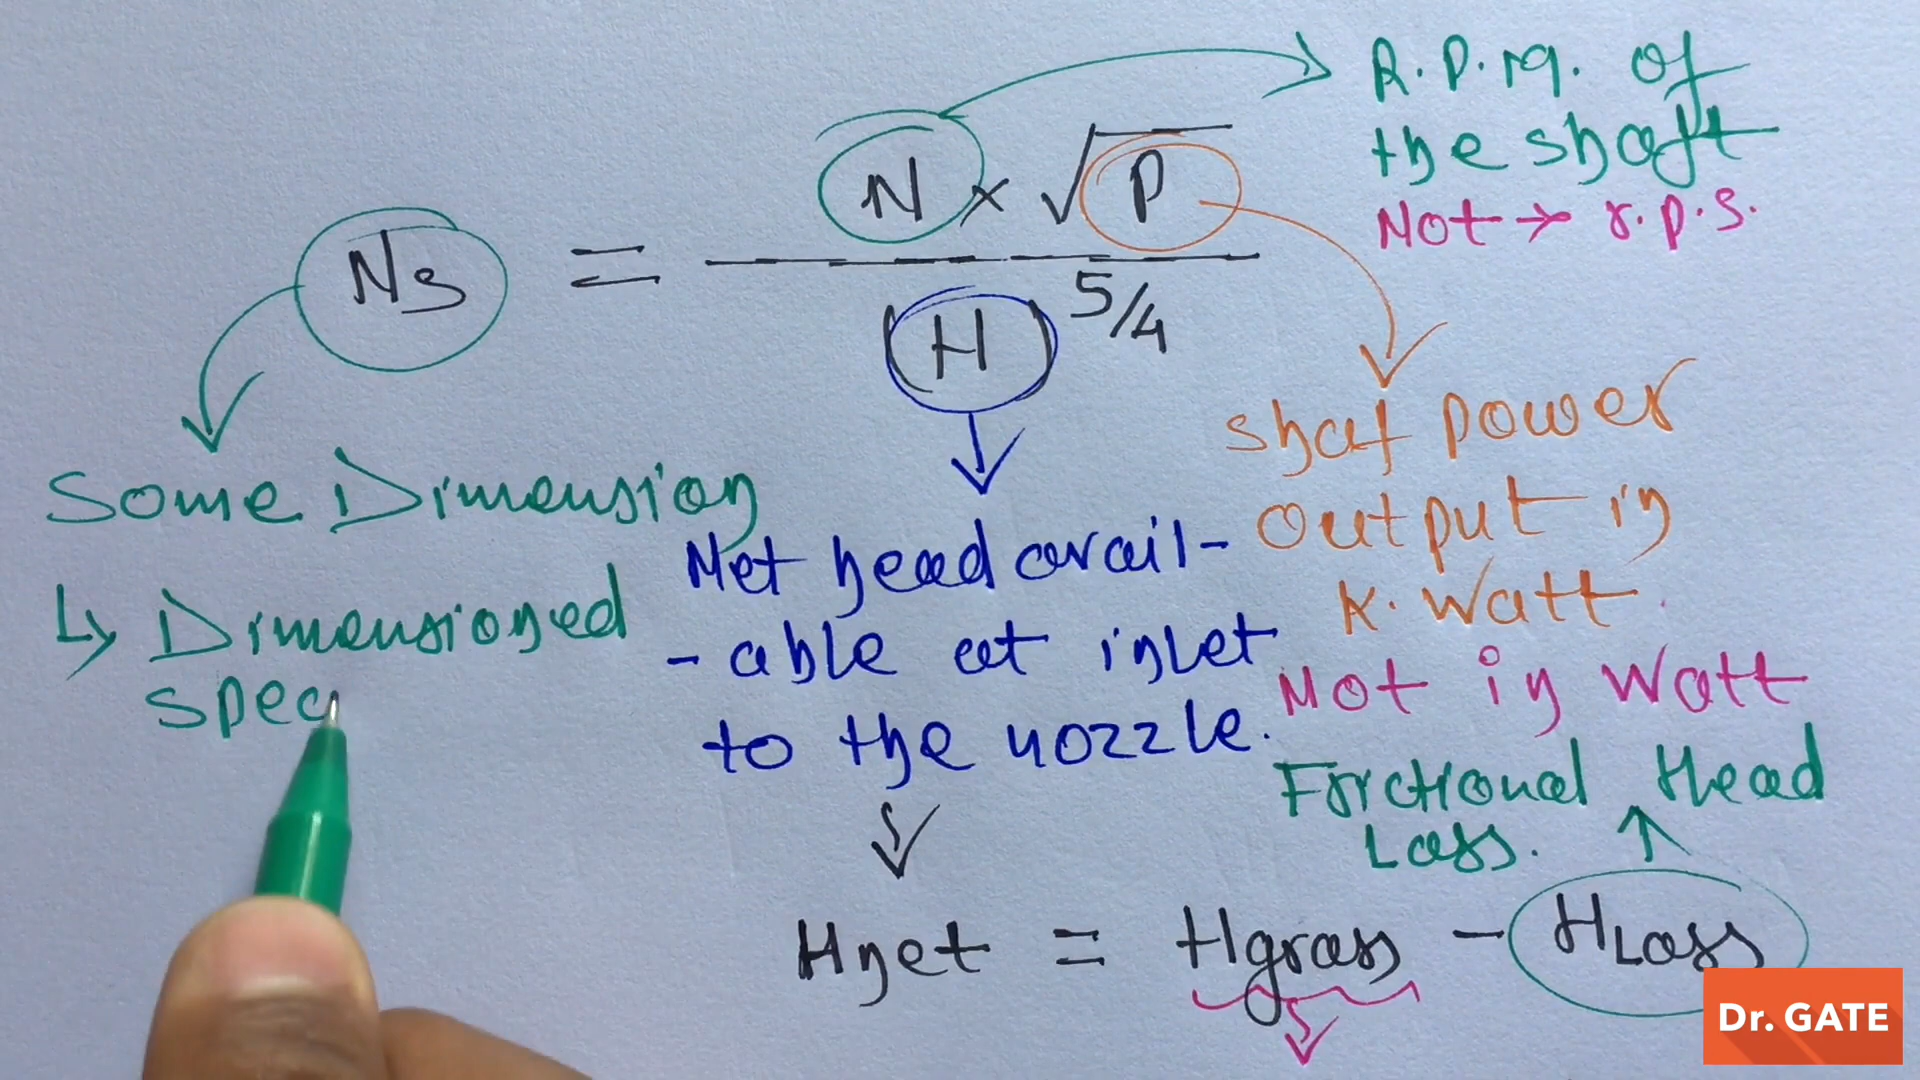 R.P.M. of
the shaft
Not → r.p.s.
Ns = N × √P / (H)^5/4
Some Dimension
↳ Dimensioned
spec
Net head avail-
-able at inlet
to the nozzle.
Shaf power
output in
K. Watt.
Not in Watt
Frictional Head
Loss.
Hnet = Hgross - HLoss
Dr. GATE